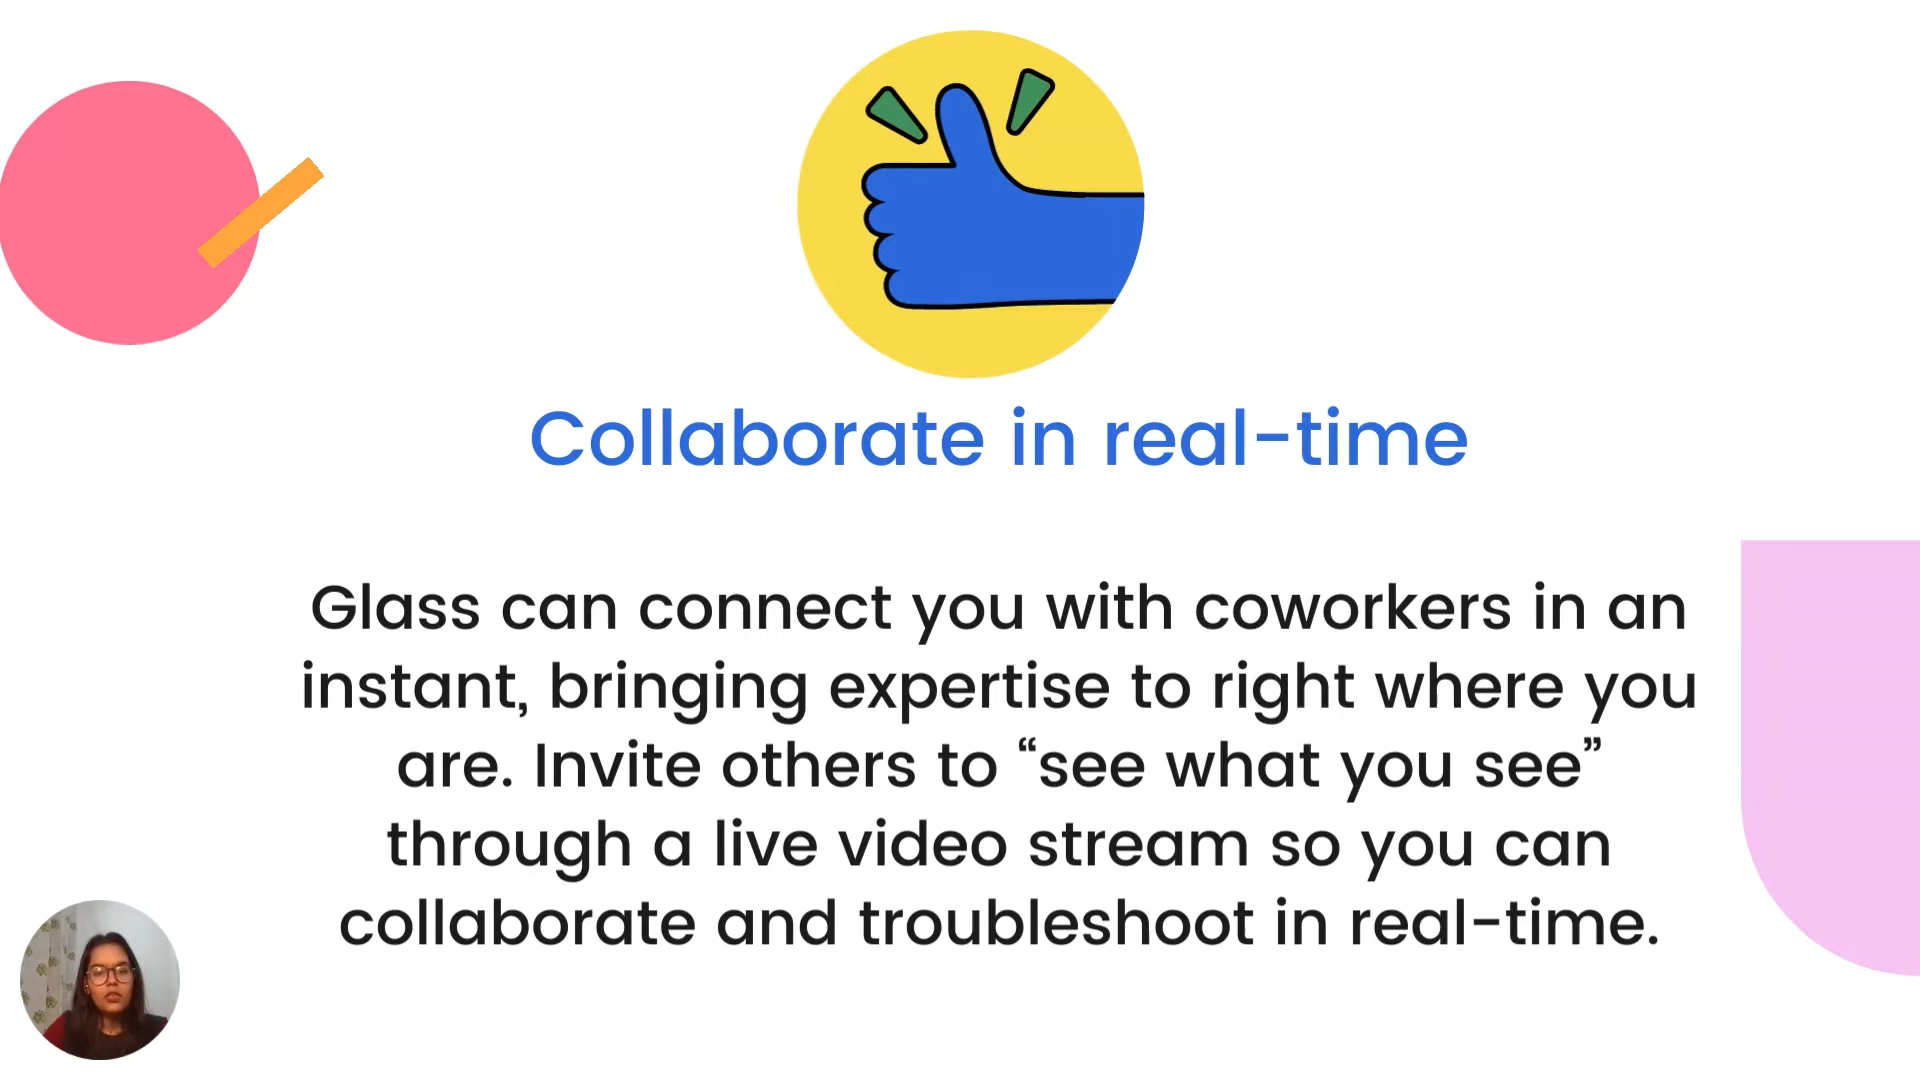 Collaborate in real-time
Glass can connect you with coworkers in an
instant, bringing expertise to right where you
are. Invite others to “see what you see”
through a live video stream so you can
collaborate and troubleshoot in real-time.